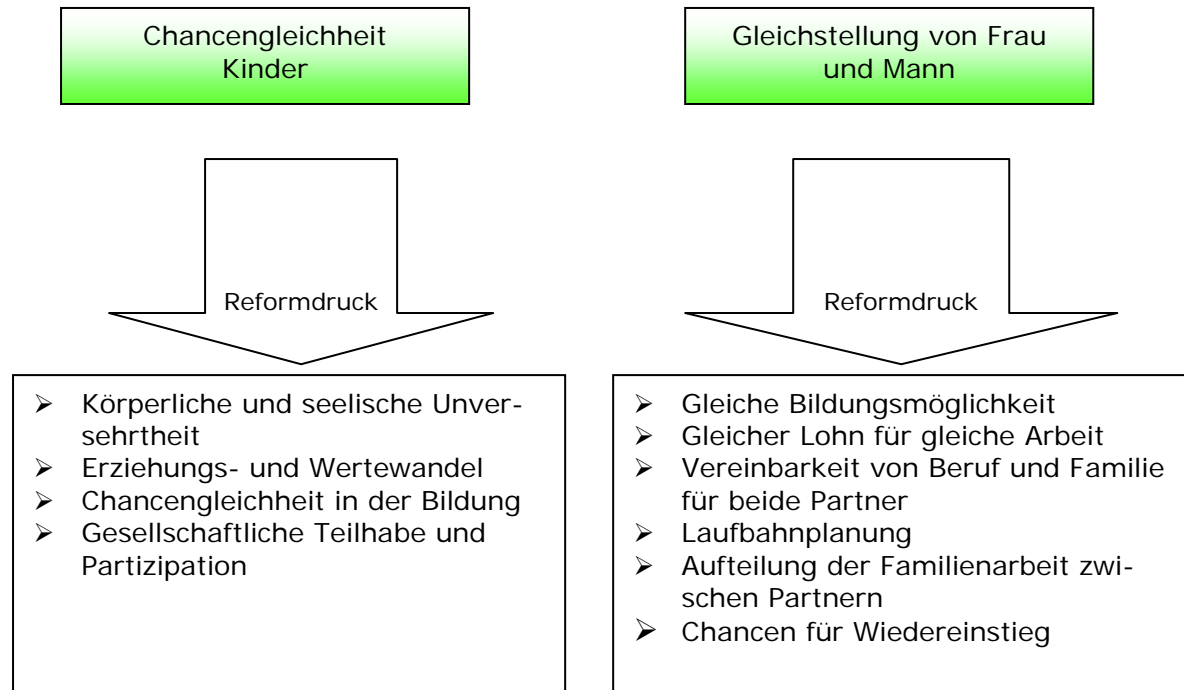 Chancengleichheit
Kinder
Reformdruck
➢ Körperliche und seelische Unver-
sehrtheit
➢ Erziehungs- und Wertewandel
➢ Chancengleichheit in der Bildung
➢ Gesellschaftliche Teilhabe und
Partizipation
Gleichstellung von Frau
und Mann
Reformdruck
➢ Gleiche Bildungsmöglichkeit
➢ Gleicher Lohn für gleiche Arbeit
➢ Vereinbarkeit von Beruf und Familie
für beide Partner
➢ Laufbahnplanung
➢ Aufteilung der Familienarbeit zwi-
schen Partnern
➢ Chancen für Wiedereinstieg